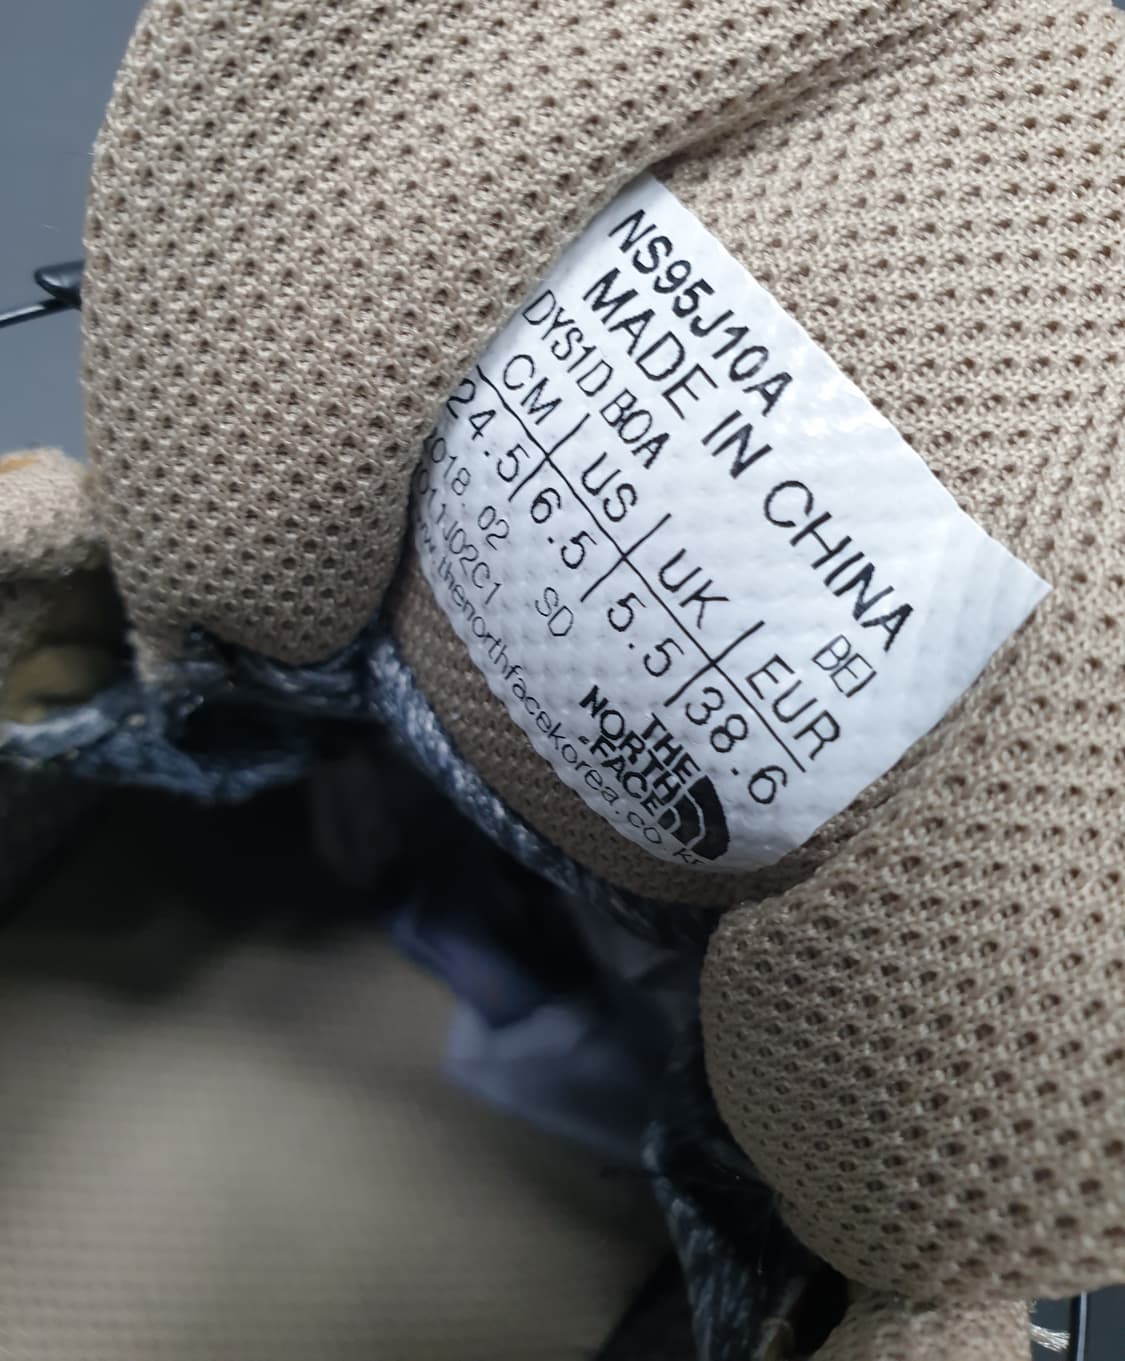 NS95J10A
MADE IN CHINA
DYS1D BOA BEI
CM | US | UK | EUR
24.5 | 6.5 | 5.5 | 38.6
2018 02
011J02C1 SD
THE
NORTH
FACE
www.thenorthfacekorea.co.kr